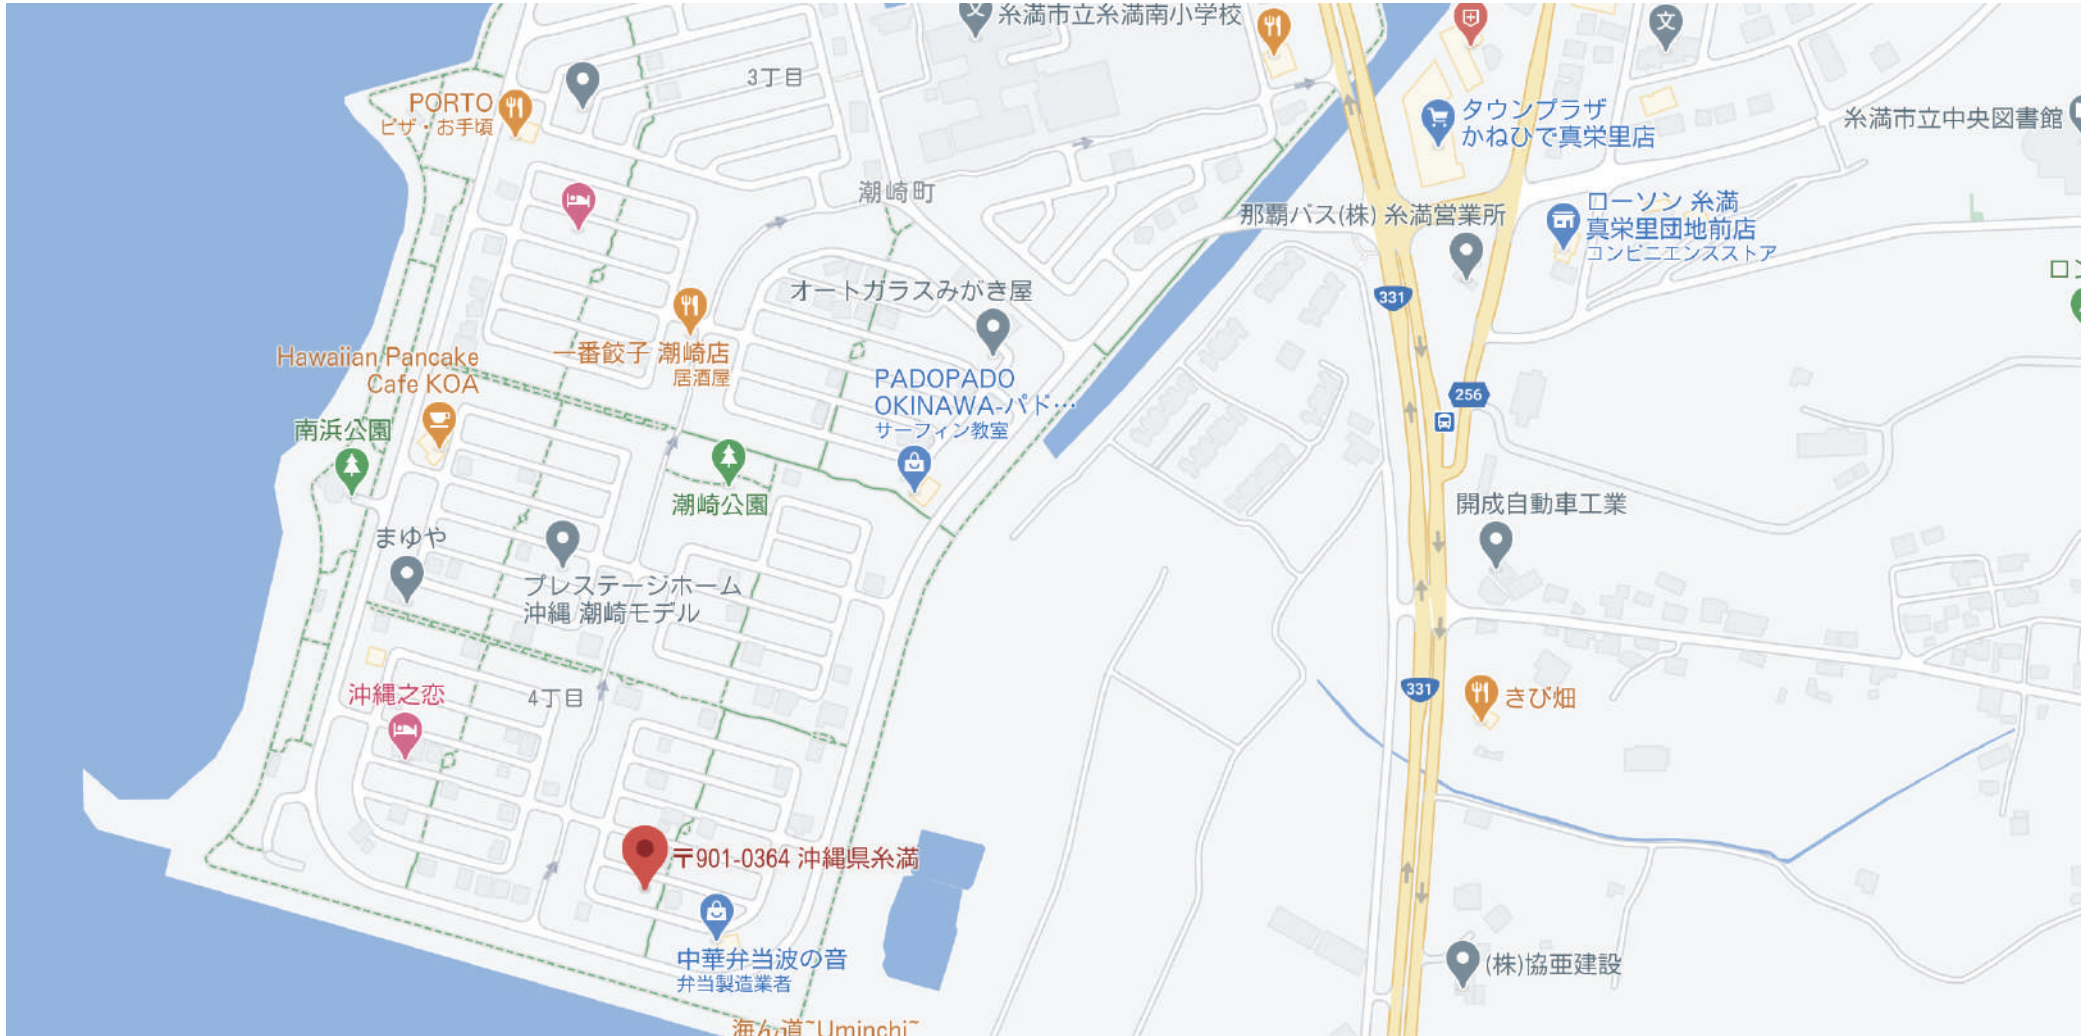 糸満市立糸満南小学校
3丁目
PORTO
ピザ・お手頃
タウンプラザ
かねひで真栄里店
糸満市立中央図書館
潮崎町
那覇バス(株) 糸満営業所
ローソン 糸満
真栄里団地前店
コンビニエンスストア
オートガラスみがき屋
331
Hawaiian Pancake
Cafe KOA
一番餃子 潮崎店
居酒屋
PADOPADO
OKINAWA-パド…
サーフィン教室
256
南浜公園
潮崎公園
開成自動車工業
まゆや
プレステージホーム
沖縄 潮崎モデル
沖縄之恋
4丁目
331
きび畑
〒901-0364 沖縄県糸満
中華弁当波の音
弁当製造業者
(株)協亜建設
海ん道~Uminchi~
文
文